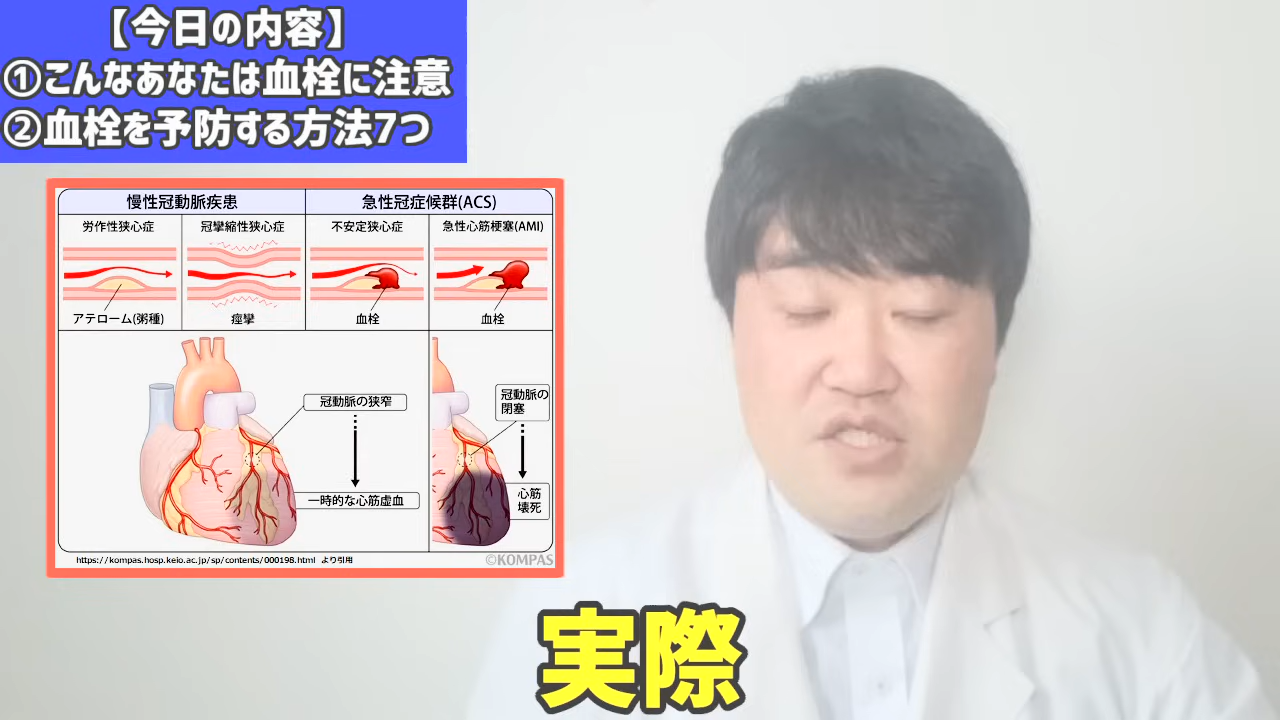 【今日の内容】
①こんなあなたは血栓に注意
②血栓を予防する方法7つ
慢性冠動脈疾患
急性冠症候群(ACS)
労作性狭心症
冠攣縮性狭心症
不安定狭心症
急性心筋梗塞(AMI)
アテローム(粥種)
痙攣
血栓
血栓
冠動脈の狭窄
一時的な心筋虚血
冠動脈の
閉塞
心筋
壊死
https://kompas.hosp.keio.ac.jp/sp/contents/000198.html より引用
©KOMPAS
実際